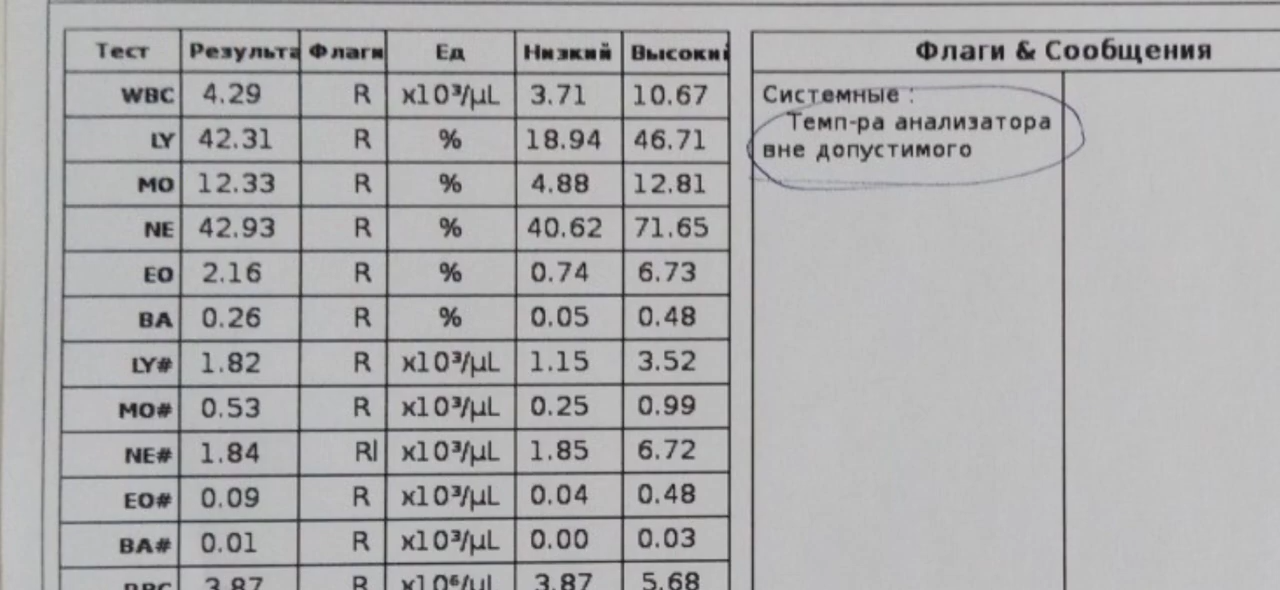 Тест Результа Флаги Ед Низкий Высоки
WBC 4.29 R x10³/µL 3.71 10.67
LY 42.31 R % 18.94 46.71
MO 12.33 R % 4.88 12.81
NE 42.93 R % 40.62 71.65
EO 2.16 R % 0.74 6.73
BA 0.26 R % 0.05 0.48
LY# 1.82 R x10³/µL 1.15 3.52
MO# 0.53 R x10³/µL 0.25 0.99
NE# 1.84 Rl x10³/µL 1.85 6.72
EO# 0.09 R x10³/µL 0.04 0.48
BA# 0.01 R x10³/µL 0.00 0.03
RBC 3.87 R x10⁶/µL 3.87 5.68
Флаги & Сообщения
Системные :
Темп-ра анализатора
вне допустимого